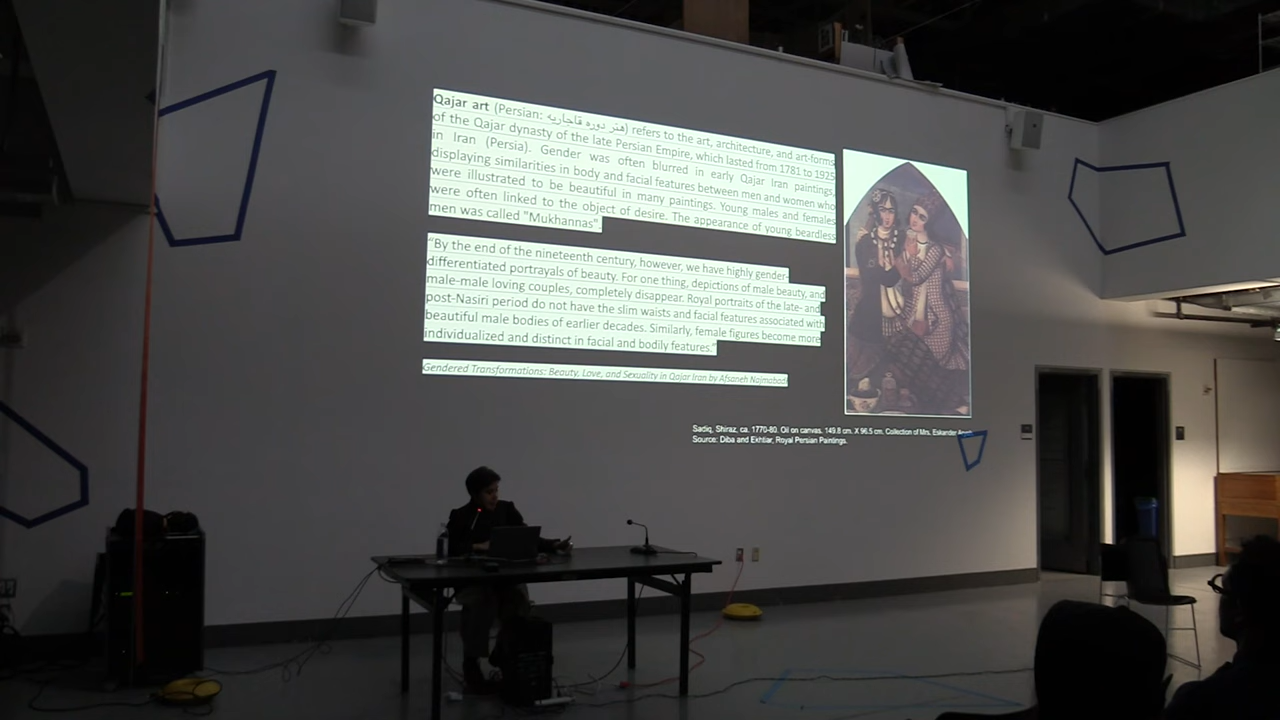 Qajar art (Persian: هنر دوره قاجاریه) refers to the art, architecture, and art-forms
of the Qajar dynasty of the late Persian Empire, which lasted from 1781 to 1925
in Iran (Persia). Gender was often blurred in early Qajar Iran paintings,
displaying similarities in body and facial features between men and women who
were illustrated to be beautiful in many paintings. Young males and females
were often linked to the object of desire. The appearance of young beardless
men was called "Mukhannas".
"By the end of the nineteenth century, however, we have highly gender-
differentiated portrayals of beauty. For one thing, depictions of male beauty, and
male-male loving couples, completely disappear. Royal portraits of the late- and
post-Nasiri period do not have the slim waists and facial features associated with
beautiful male bodies of earlier decades. Similarly, female figures become more
individualized and distinct in facial and bodily features."
Gendered Transformations: Beauty, Love, and Sexuality in Qajar Iran by Afsaneh Najmabadi
Sadiq, Shiraz, ca. 1770-80. Oil on canvas. 149.8 cm. X 96.5 cm. Collection of Mrs. Eskandar
Source: Diba and Ekhtiar, Royal Persian Paintings.